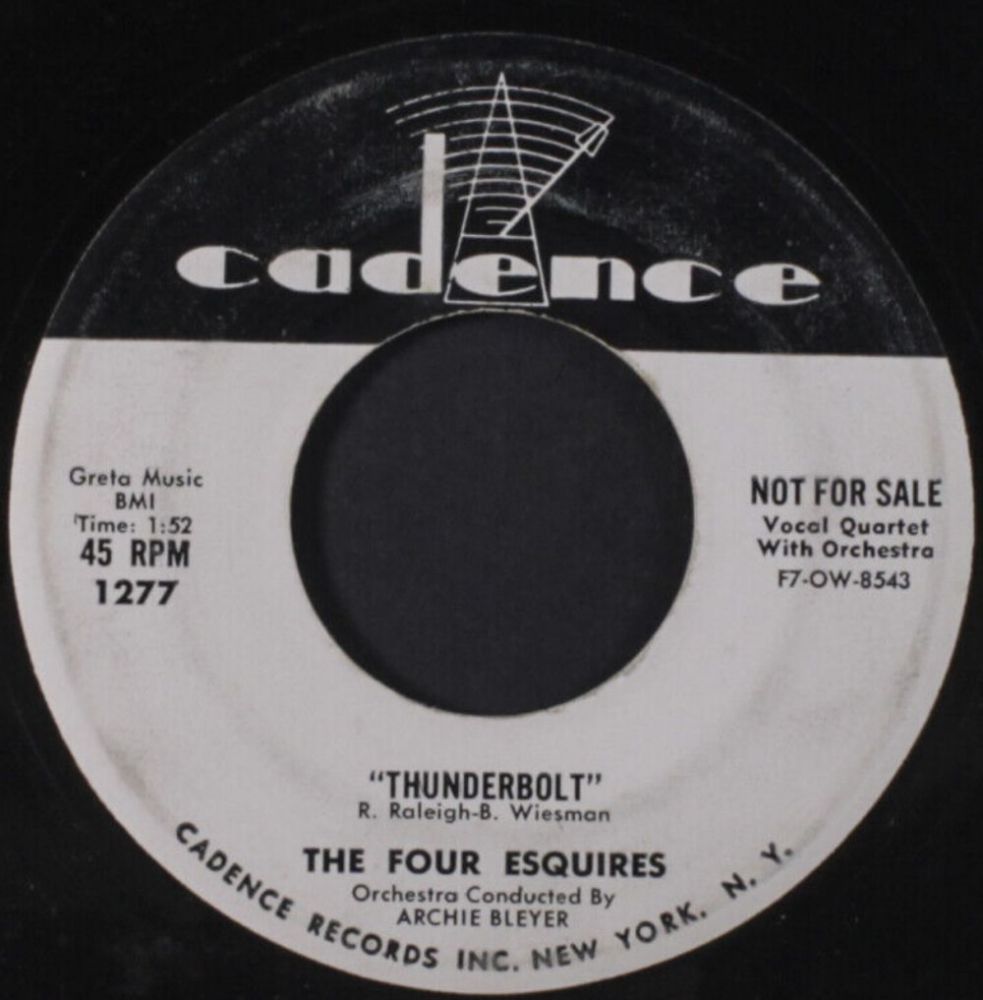 cadence
Greta Music
BMI
Time: 1:52
45 RPM
1277
NOT FOR SALE
Vocal Quartet
With Orchestra
F7-OW-8543
"THUNDERBOLT"
R. Raleigh-B. Wiesman
THE FOUR ESQUIRES
Orchestra Conducted By
ARCHIE BLEYER
CADENCE RECORDS INC. NEW YORK. N. Y.